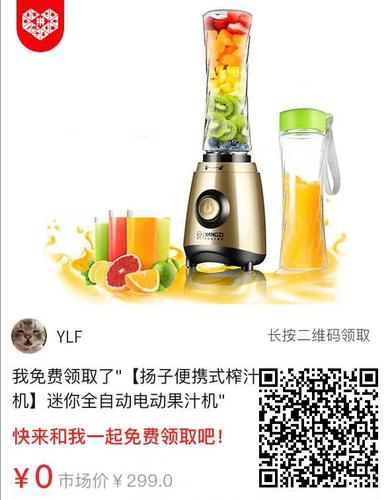 拼
YANGZI
YLF
长按二维码领取
我免费领取了"【扬子便携式榨汁
机】迷你全自动电动果汁机"
快来和我一起免费领取吧！
¥0 市场价¥299.0